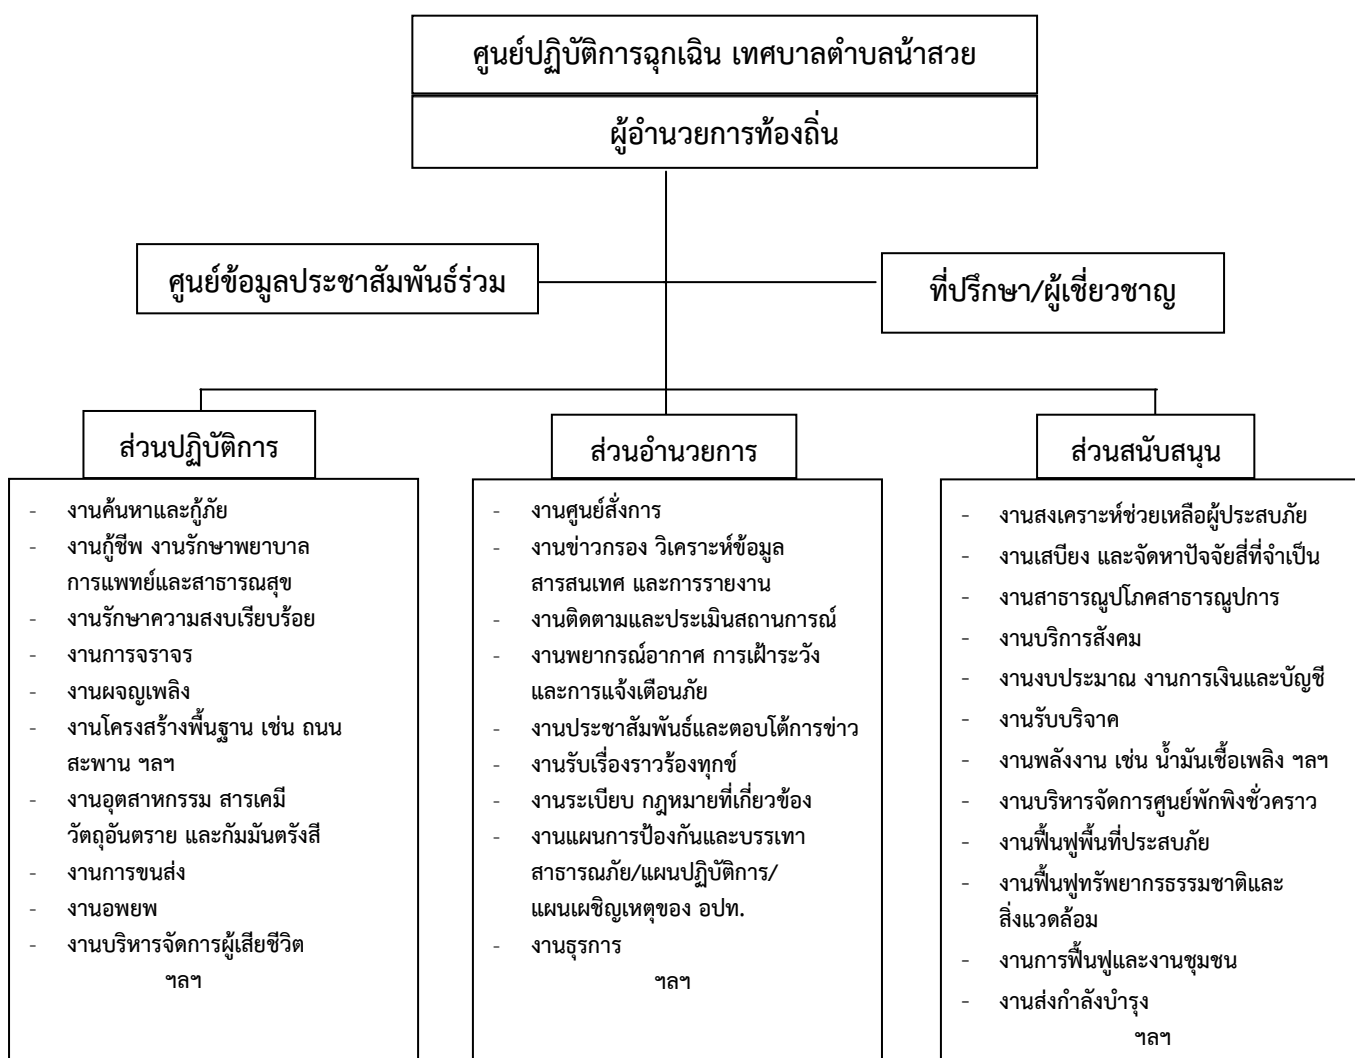 ศูนย์ปฏิบัติการฉุกเฉิน เทศบาลตำบลน้ำสวย
ผู้อำนวยการท้องถิ่น
ศูนย์ข้อมูลประชาสัมพันธ์ร่วม
ที่ปรึกษา/ผู้เชี่ยวชาญ
ส่วนปฏิบัติการ
- งานค้นหาและกู้ภัย
- งานกู้ชีพ งานรักษาพยาบาล
การแพทย์และสาธารณสุข
- งานรักษาความสงบเรียบร้อย
- งานการจราจร
- งานผจญเพลิง
- งานโครงสร้างพื้นฐาน เช่น ถนน
สะพาน ฯลฯ
- งานอุตสาหกรรม สารเคมี
วัตถุอันตราย และกัมมันตรังสี
- งานการขนส่ง
- งานอพยพ
- งานบริหารจัดการผู้เสียชีวิต
ฯลฯ
ส่วนอำนวยการ
- งานศูนย์สั่งการ
- งานข่าวกรอง วิเคราะห์ข้อมูล
สารสนเทศ และการรายงาน
- งานติดตามและประเมินสถานการณ์
- งานพยากรณ์อากาศ การเฝ้าระวัง
และการแจ้งเตือนภัย
- งานประชาสัมพันธ์และตอบโต้การข่าว
- งานรับเรื่องราวร้องทุกข์
- งานระเบียบ กฎหมายที่เกี่ยวข้อง
- งานแผนการป้องกันและบรรเทา
สาธารณภัย/แผนปฏิบัติการ/
แผนเผชิญเหตุของ อปท.
- งานธุรการ
ฯลฯ
ส่วนสนับสนุน
- งานสงเคราะห์ช่วยเหลือผู้ประสบภัย
- งานเสบียง และจัดหาปัจจัยสี่ที่จำเป็น
- งานสาธารณูปโภคสาธารณูปการ
- งานบริการสังคม
- งานงบประมาณ งานการเงินและบัญชี
- งานรับบริจาค
- งานพลังงาน เช่น น้ำมันเชื้อเพลิง ฯลฯ
- งานบริหารจัดการศูนย์พักพิงชั่วคราว
- งานฟื้นฟูพื้นที่ประสบภัย
- งานฟื้นฟูทรัพยากรธรรมชาติและ
สิ่งแวดล้อม
- งานการฟื้นฟูและงานชุมชน
- งานส่งกำลังบำรุง
ฯลฯ